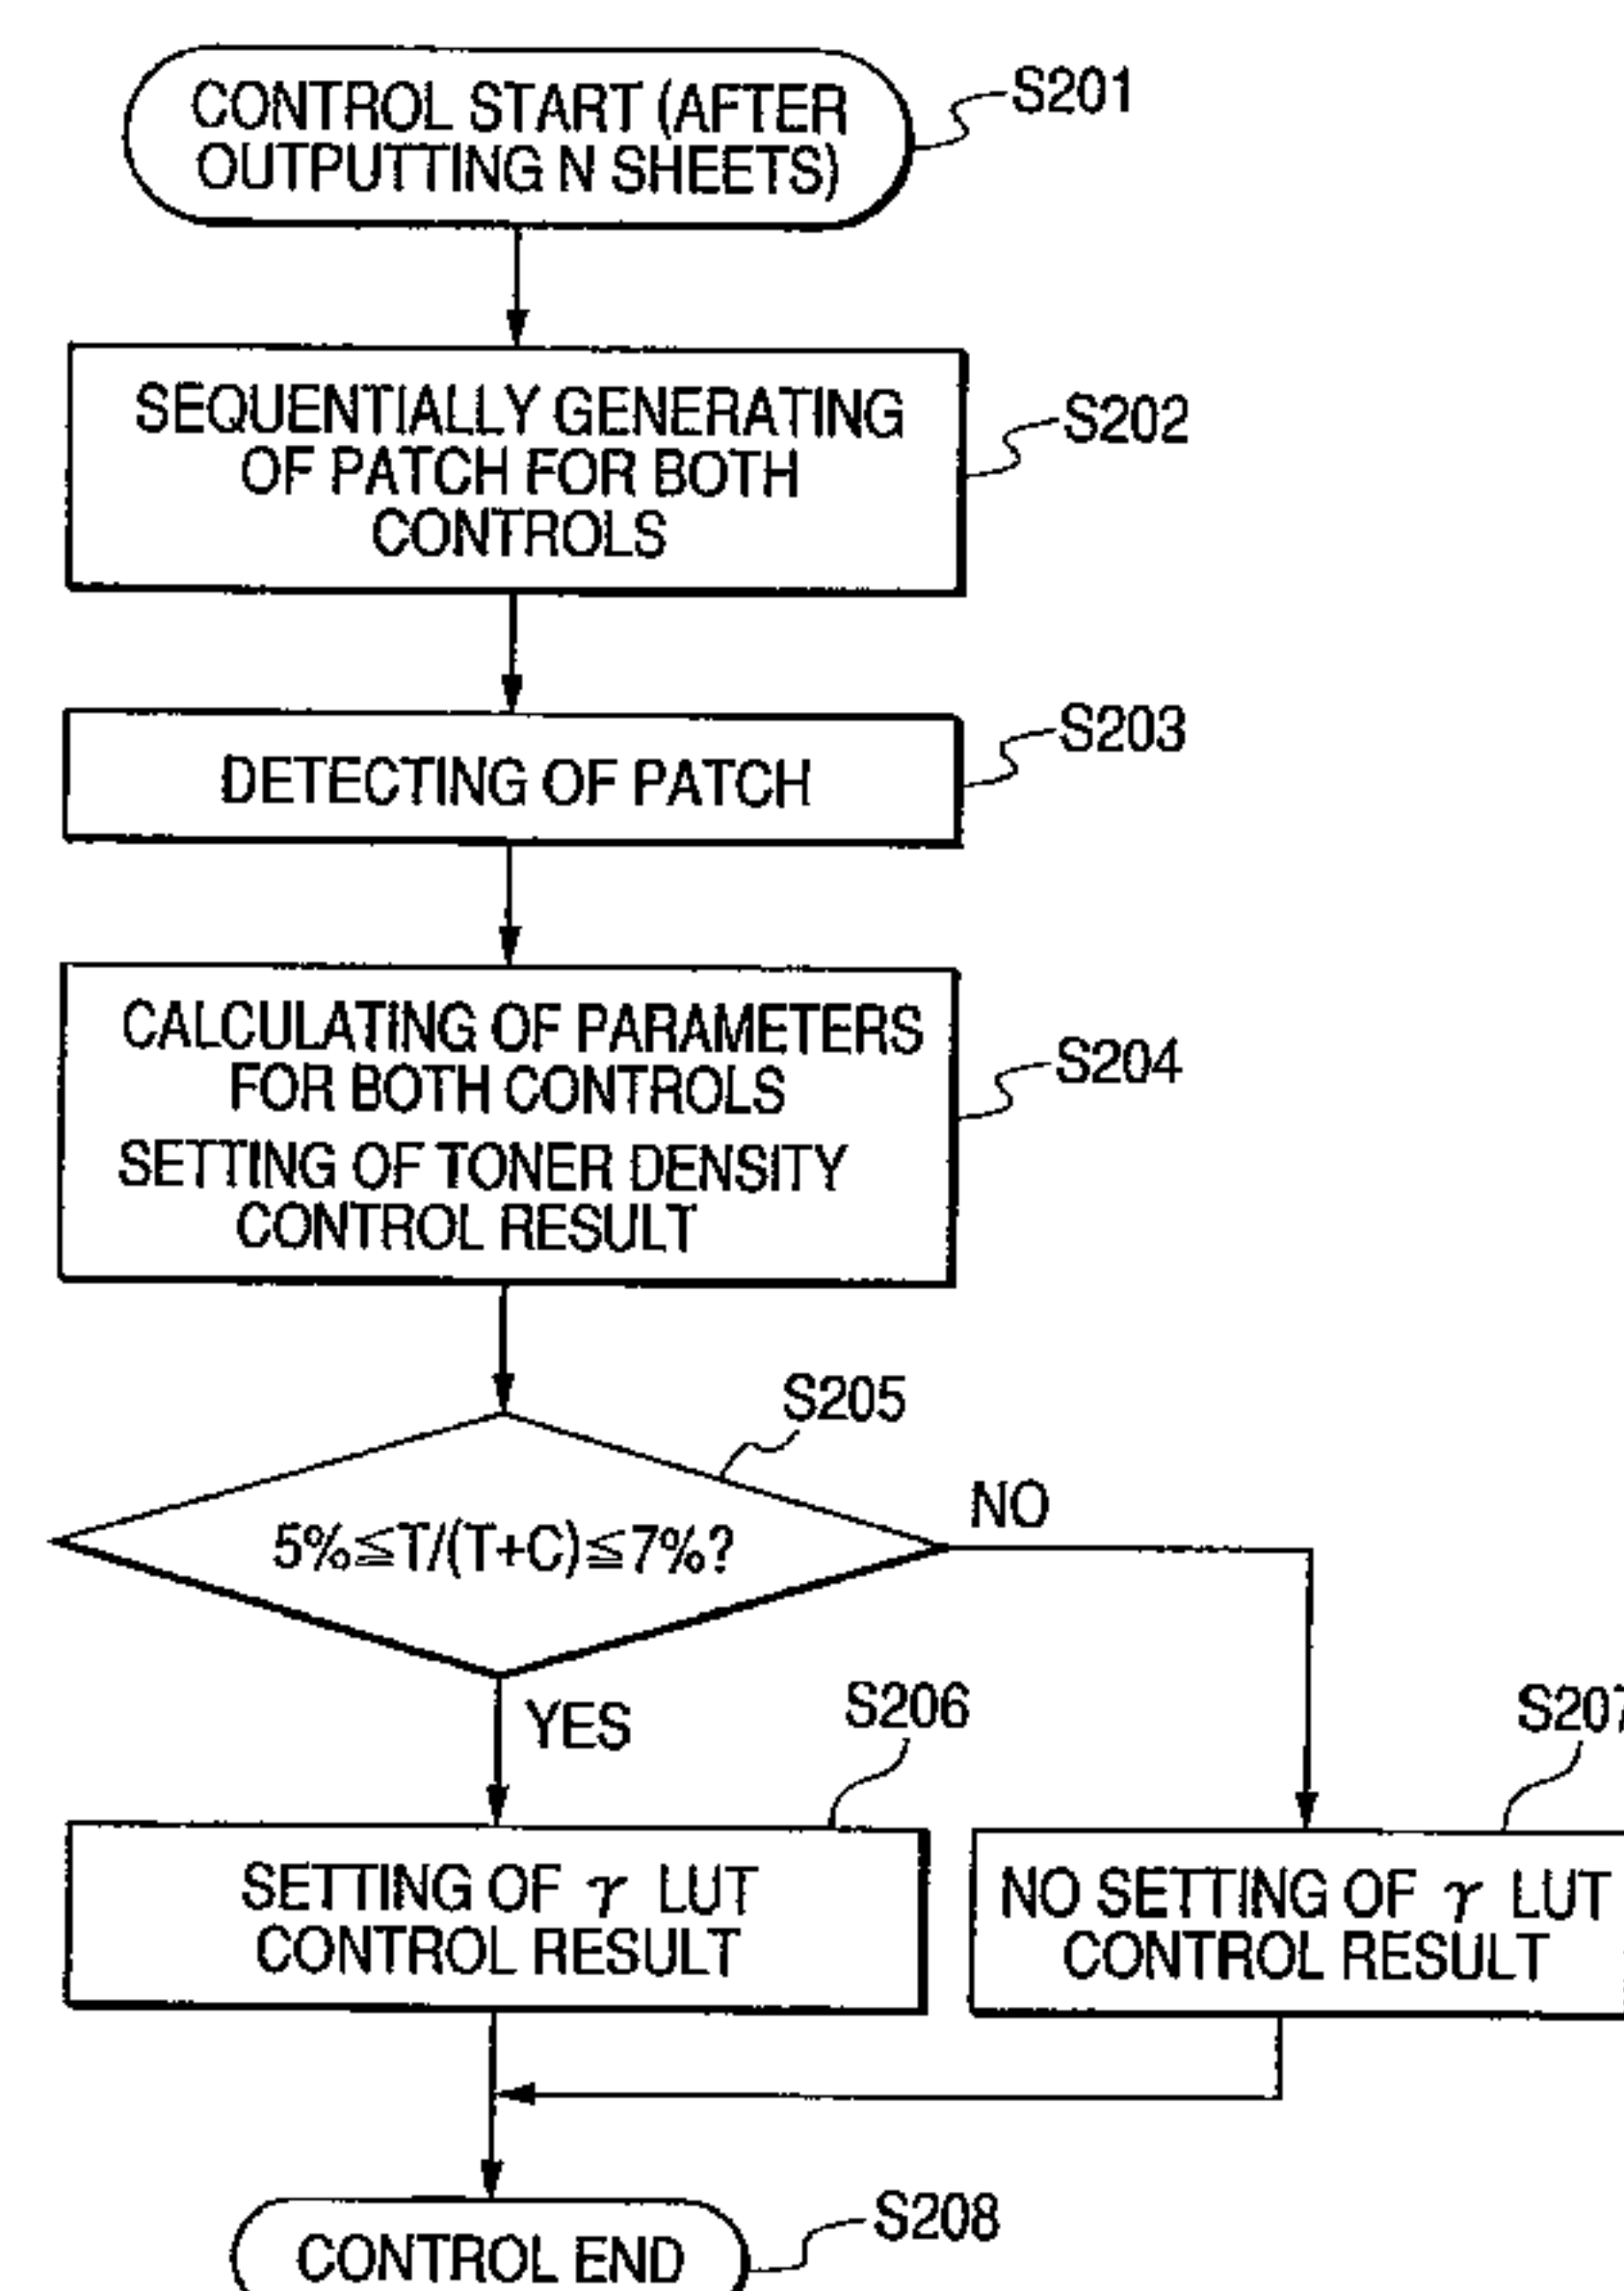 CONTROL START (AFTER
OUTPUTTING N SHEETS)
S201
SEQUENTIALLY GENERATING
OF PATCH FOR BOTH
CONTROLS
S202
DETECTING OF PATCH
S203
CALCULATING OF PARAMETERS
FOR BOTH CONTROLS
SETTING OF TONER DENSITY
CONTROL RESULT
S204
S205
5%≦T/(T+C)≦7%?
NO
YES
S206
SETTING OF γ LUT
CONTROL RESULT
S207
NO SETTING OF γ LUT
CONTROL RESULT
CONTROL END
S208